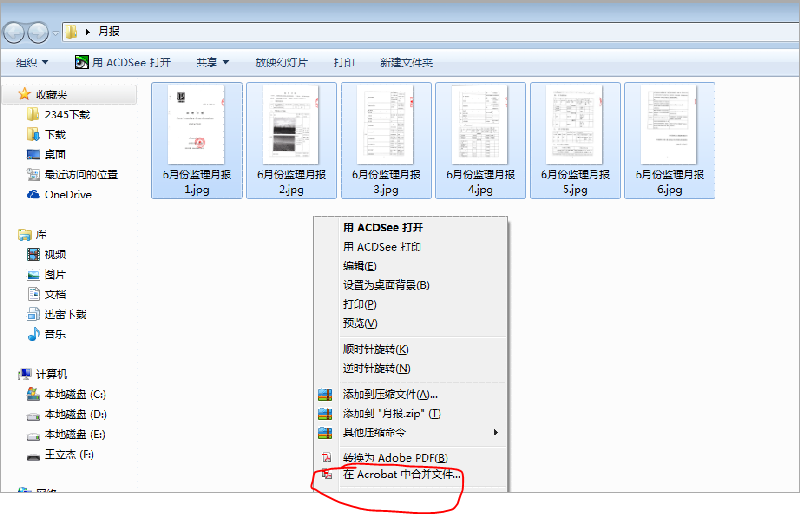 月报
组织 用 ACDSee 打开 共享 放映幻灯片 打印 新建文件夹
收藏夹
2345下载
下载
桌面
最近访问的位置
OneDrive
库
视频
图片
文档
迅雷下载
音乐
计算机
本地磁盘 (C:)
本地磁盘 (D:)
本地磁盘 (E:)
王立杰 (F:)
网络
6月份监理月报1.jpg
6月份监理月报2.jpg
6月份监理月报3.jpg
6月份监理月报4.jpg
6月份监理月报5.jpg
6月份监理月报6.jpg
用 ACDSee 打开
用 ACDSee 打印
编辑(E)
设置为桌面背景(B)
打印(P)
预览(V)
顺时针旋转(K)
逆时针旋转(N)
添加到压缩文件(A)...
添加到 "月报.zip" (T)
其他压缩命令
转换为 Adobe PDF(B)
在 Acrobat 中合并文件...